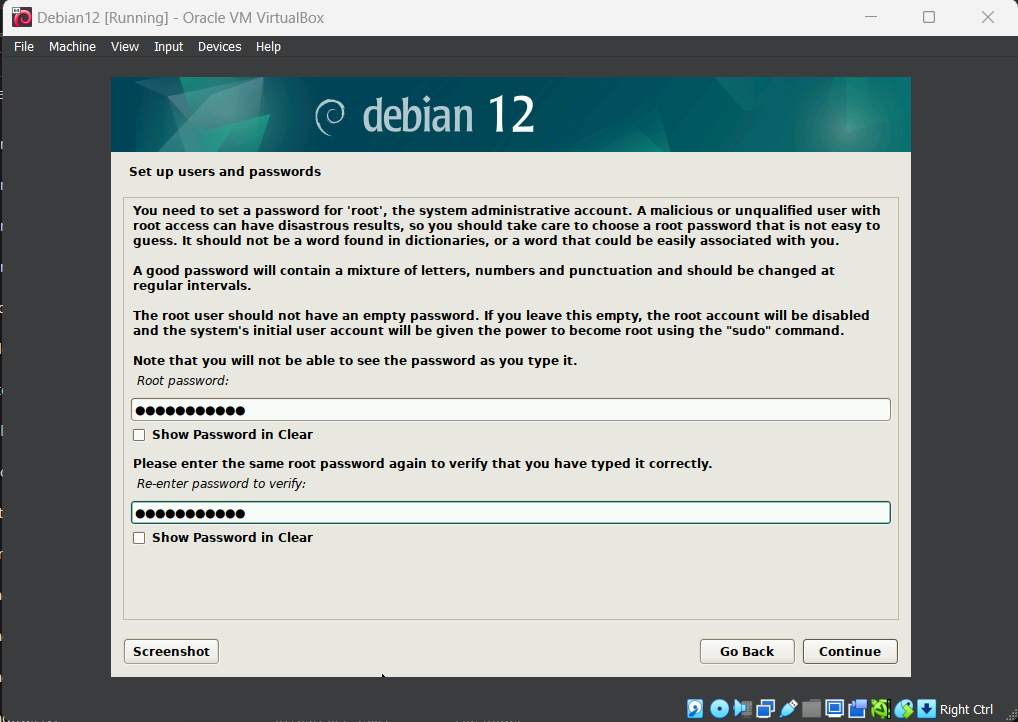 Debian12 [Running] - Oracle VM VirtualBox
File Machine View Input Devices Help
debian 12
Set up users and passwords
You need to set a password for 'root', the system administrative account. A malicious or unqualified user with
root access can have disastrous results, so you should take care to choose a root password that is not easy to
guess. It should not be a word found in dictionaries, or a word that could be easily associated with you.
A good password will contain a mixture of letters, numbers and punctuation and should be changed at
regular intervals.
The root user should not have an empty password. If you leave this empty, the root account will be disabled
and the system's initial user account will be given the power to become root using the "sudo" command.
Note that you will not be able to see the password as you type it.
Root password:
●●●●●●●●●●●
Show Password in Clear
Please enter the same root password again to verify that you have typed it correctly.
Re-enter password to verify:
●●●●●●●●●●●
Show Password in Clear
Screenshot Go Back Continue
Right Ctrl